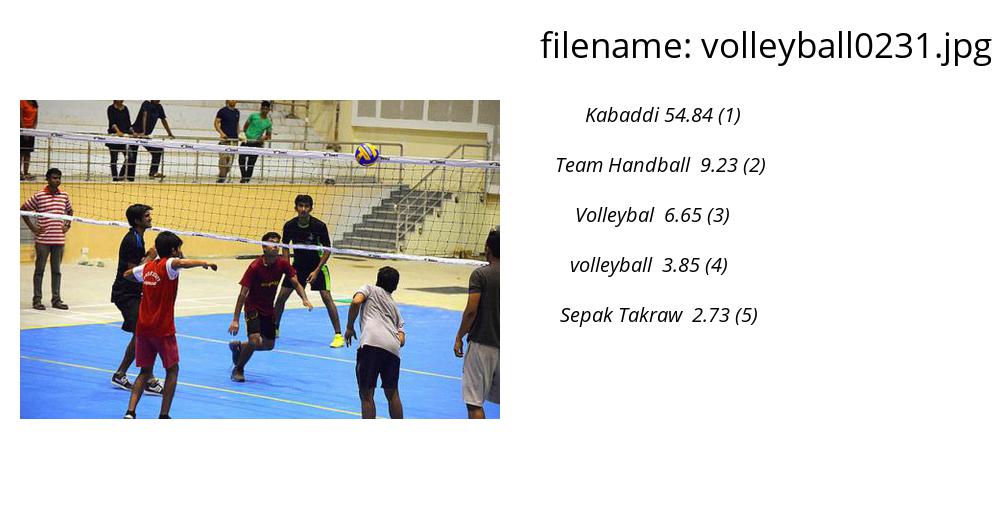 filename: volleyball0231.jpg
Kabaddi 54.84 (1)
Team Handball 9.23 (2)
Volleybal 6.65 (3)
volleyball 3.85 (4)
Sepak Takraw 2.73 (5)